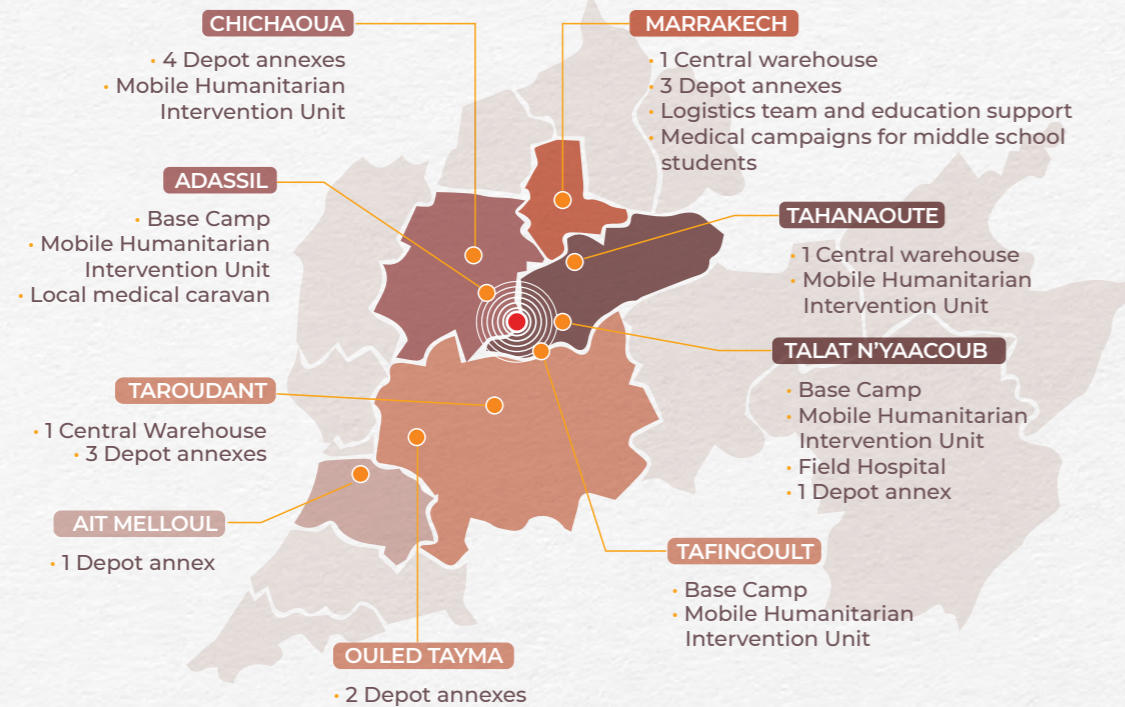 CHICHAOUA
• 4 Depot annexes
• Mobile Humanitarian
Intervention Unit
MARRAKECH
• 1 Central warehouse
• 3 Depot annexes
• Logistics team and education support
• Medical campaigns for middle school
students
ADASSIL
• Base Camp
• Mobile Humanitarian
Intervention Unit
• Local medical caravan
TAHANAOUTE
• 1 Central warehouse
• Mobile Humanitarian
Intervention Unit
TALAT N’YAACOUB
• Base Camp
• Mobile Humanitarian
Intervention Unit
• Field Hospital
• 1 Depot annex
TAROUDANT
• 1 Central Warehouse
• 3 Depot annexes
AIT MELLOUL
• 1 Depot annex
TAFINGOULT
• Base Camp
• Mobile Humanitarian
Intervention Unit
OULED TAYMA
• 2 Depot annexes